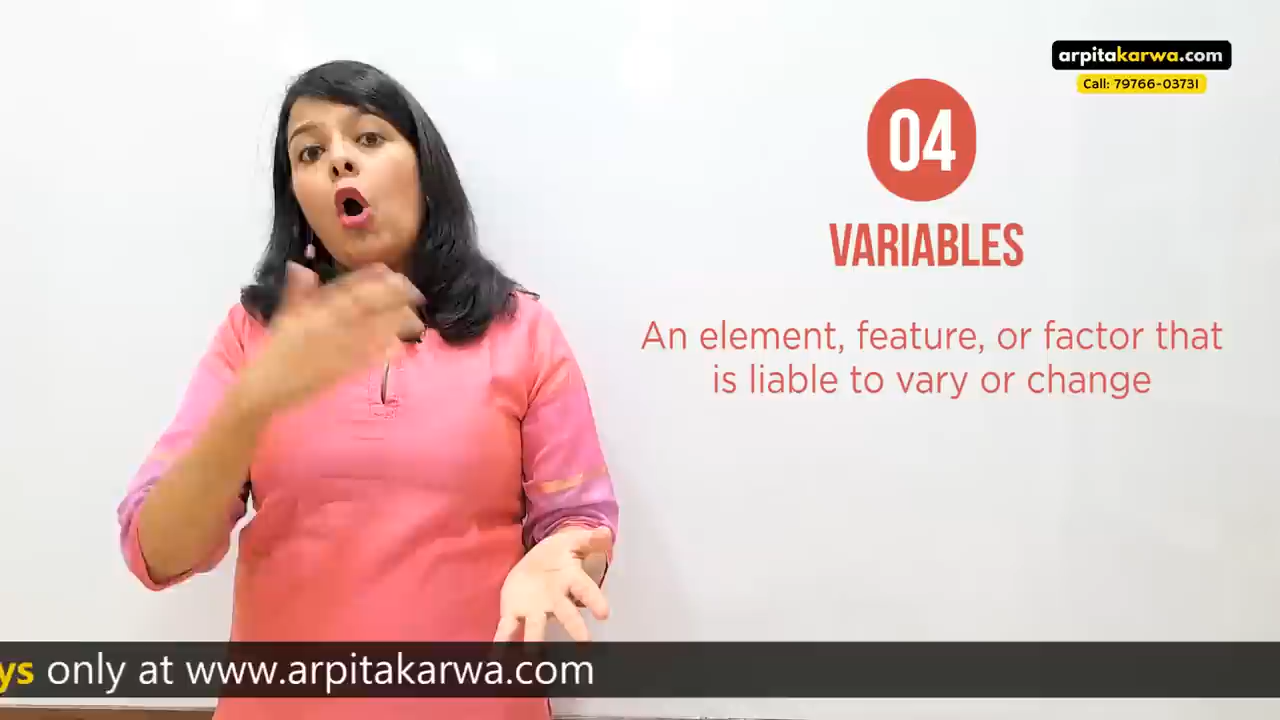 arpitakarwa.com
Call: 79766-03731
04
VARIABLES
An element, feature, or factor that
is liable to vary or change
ys only at www.arpitakarwa.com